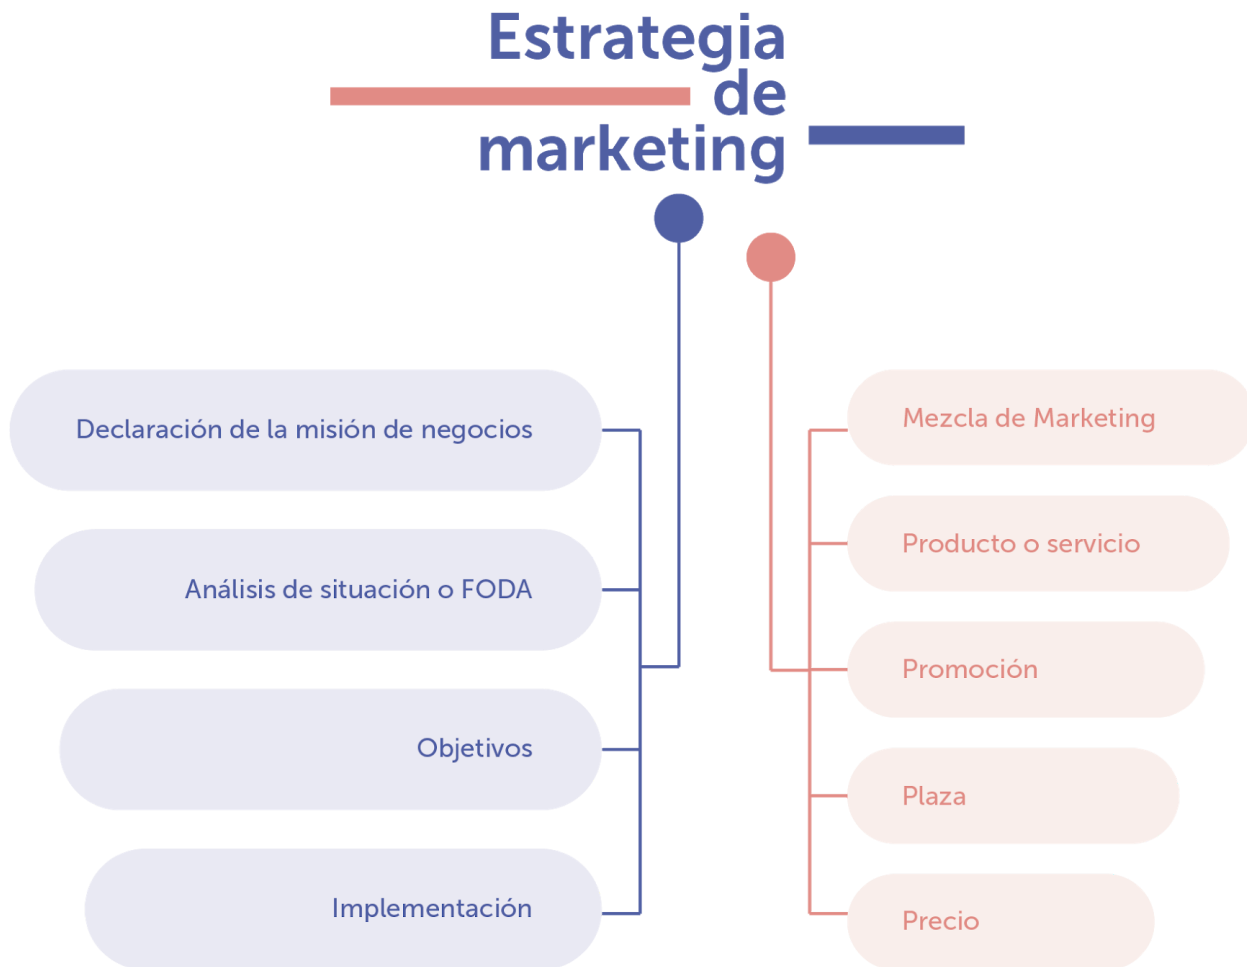 Estrategia
de
marketing
Declaración de la misión de negocios
Análisis de situación o FODA
Objetivos
Implementación
Mezcla de Marketing
Producto o servicio
Promoción
Plaza
Precio